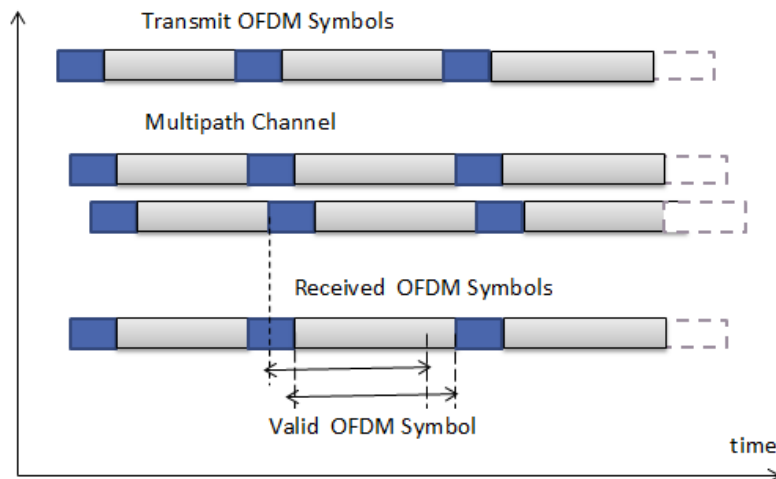 Transmit OFDM Symbols
Multipath Channel
Received OFDM Symbols
Valid OFDM Symbol
time